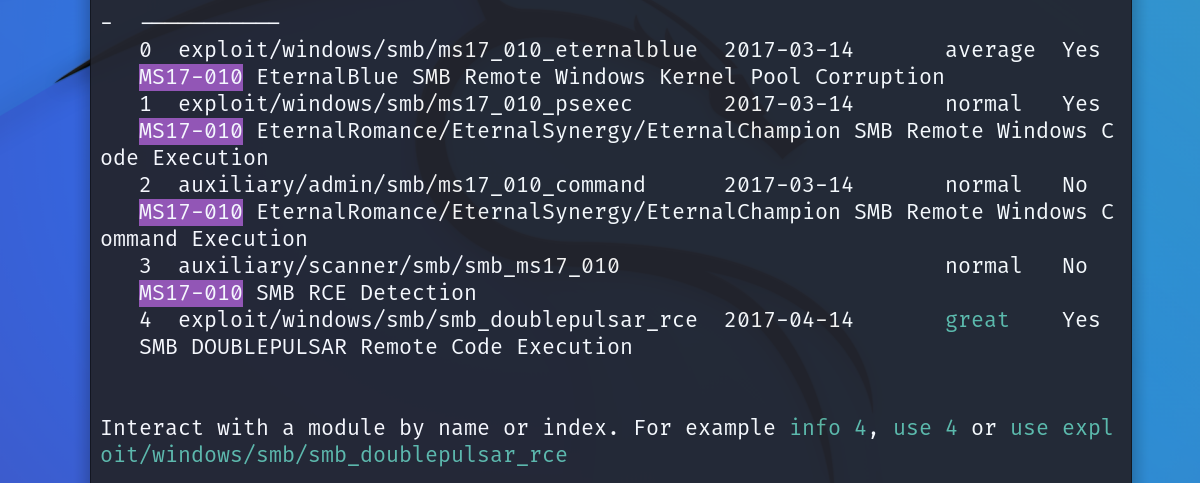 -  ───────────
   0  exploit/windows/smb/ms17_010_eternalblue  2017-03-14       average  Yes
   MS17-010 EternalBlue SMB Remote Windows Kernel Pool Corruption
   1  exploit/windows/smb/ms17_010_psexec       2017-03-14       normal   Yes
   MS17-010 EternalRomance/EternalSynergy/EternalChampion SMB Remote Windows C
ode Execution
   2  auxiliary/admin/smb/ms17_010_command      2017-03-14       normal   No
   MS17-010 EternalRomance/EternalSynergy/EternalChampion SMB Remote Windows C
ommand Execution
   3  auxiliary/scanner/smb/smb_ms17_010                         normal   No
   MS17-010 SMB RCE Detection
   4  exploit/windows/smb/smb_doublepulsar_rce  2017-04-14       great    Yes
   SMB DOUBLEPULSAR Remote Code Execution
Interact with a module by name or index. For example info 4, use 4 or use expl
oit/windows/smb/smb_doublepulsar_rce